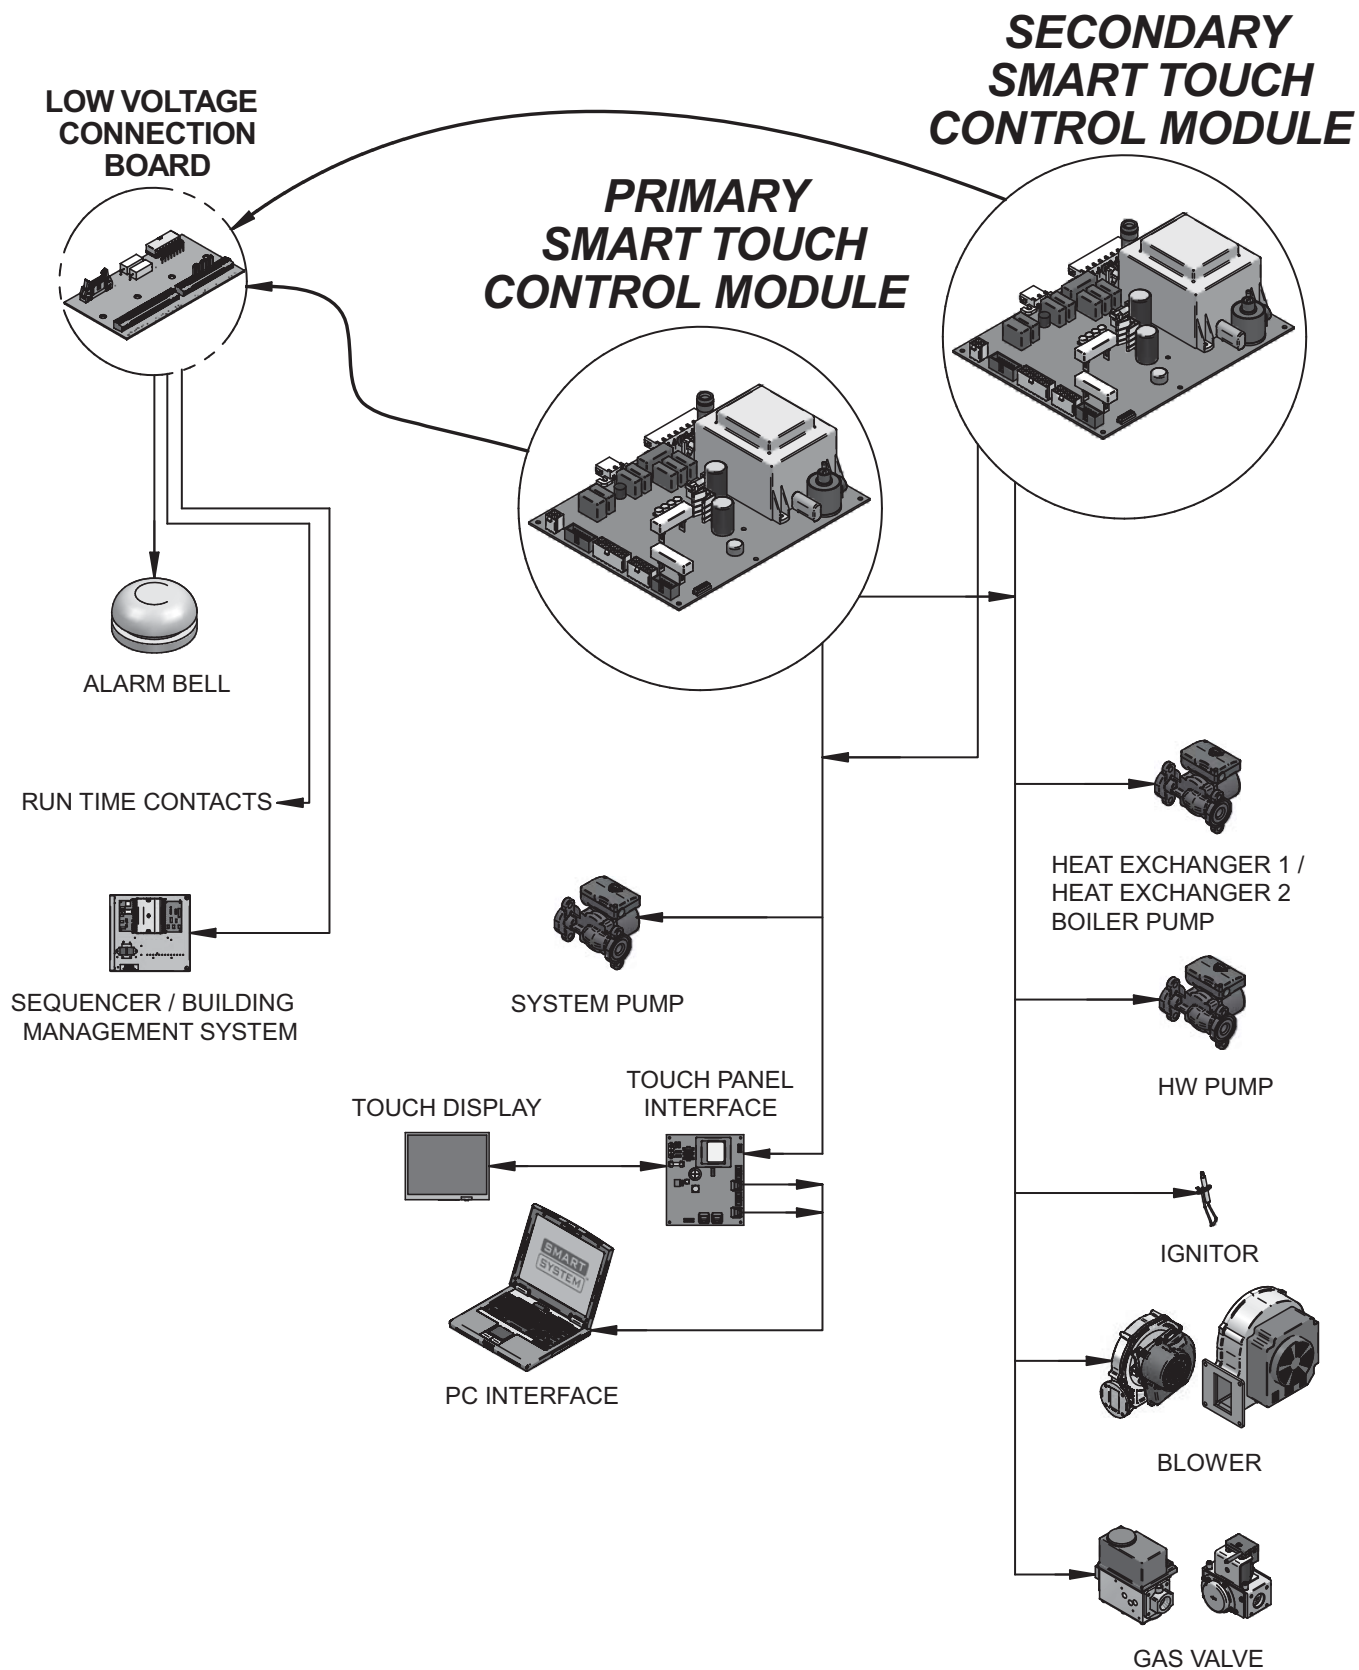 SECONDARY
SMART TOUCH
CONTROL MODULE
LOW VOLTAGE
CONNECTION
BOARD
PRIMARY
SMART TOUCH
CONTROL MODULE
ALARM BELL
RUN TIME CONTACTS
HEAT EXCHANGER 1 /
HEAT EXCHANGER 2
BOILER PUMP
SEQUENCER / BUILDING
MANAGEMENT SYSTEM
SYSTEM PUMP
HW PUMP
TOUCH PANEL
INTERFACE
TOUCH DISPLAY
SMART
SYSTEM
IGNITOR
PC INTERFACE
BLOWER
GAS VALVE